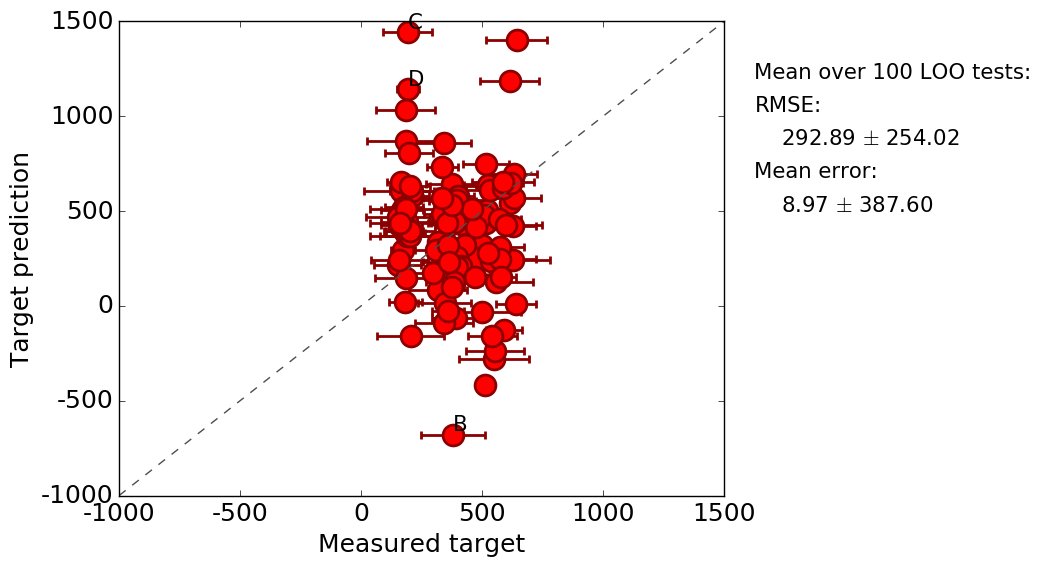 1500
1000
500
0
-500
-1000
-1000
-500
0
500
1000
1500
Target prediction
Measured target
C
D
B
Mean over 100 LOO tests:
RMSE:
292.89 ± 254.02
Mean error:
8.97 ± 387.60